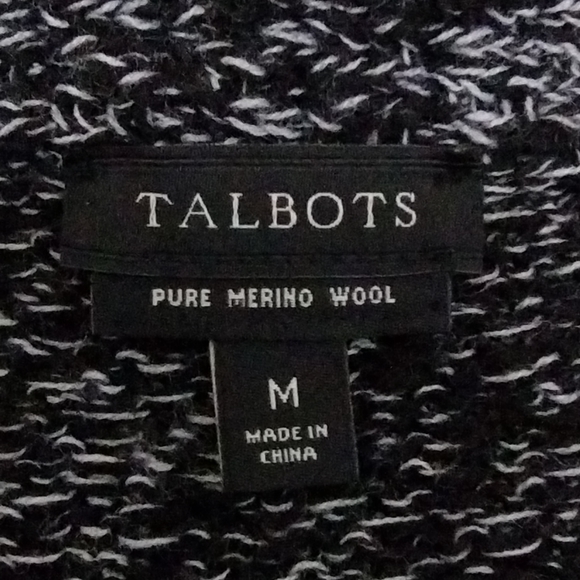 TALBOTS
PURE MERINO WOOL
M
MADE IN
CHINA